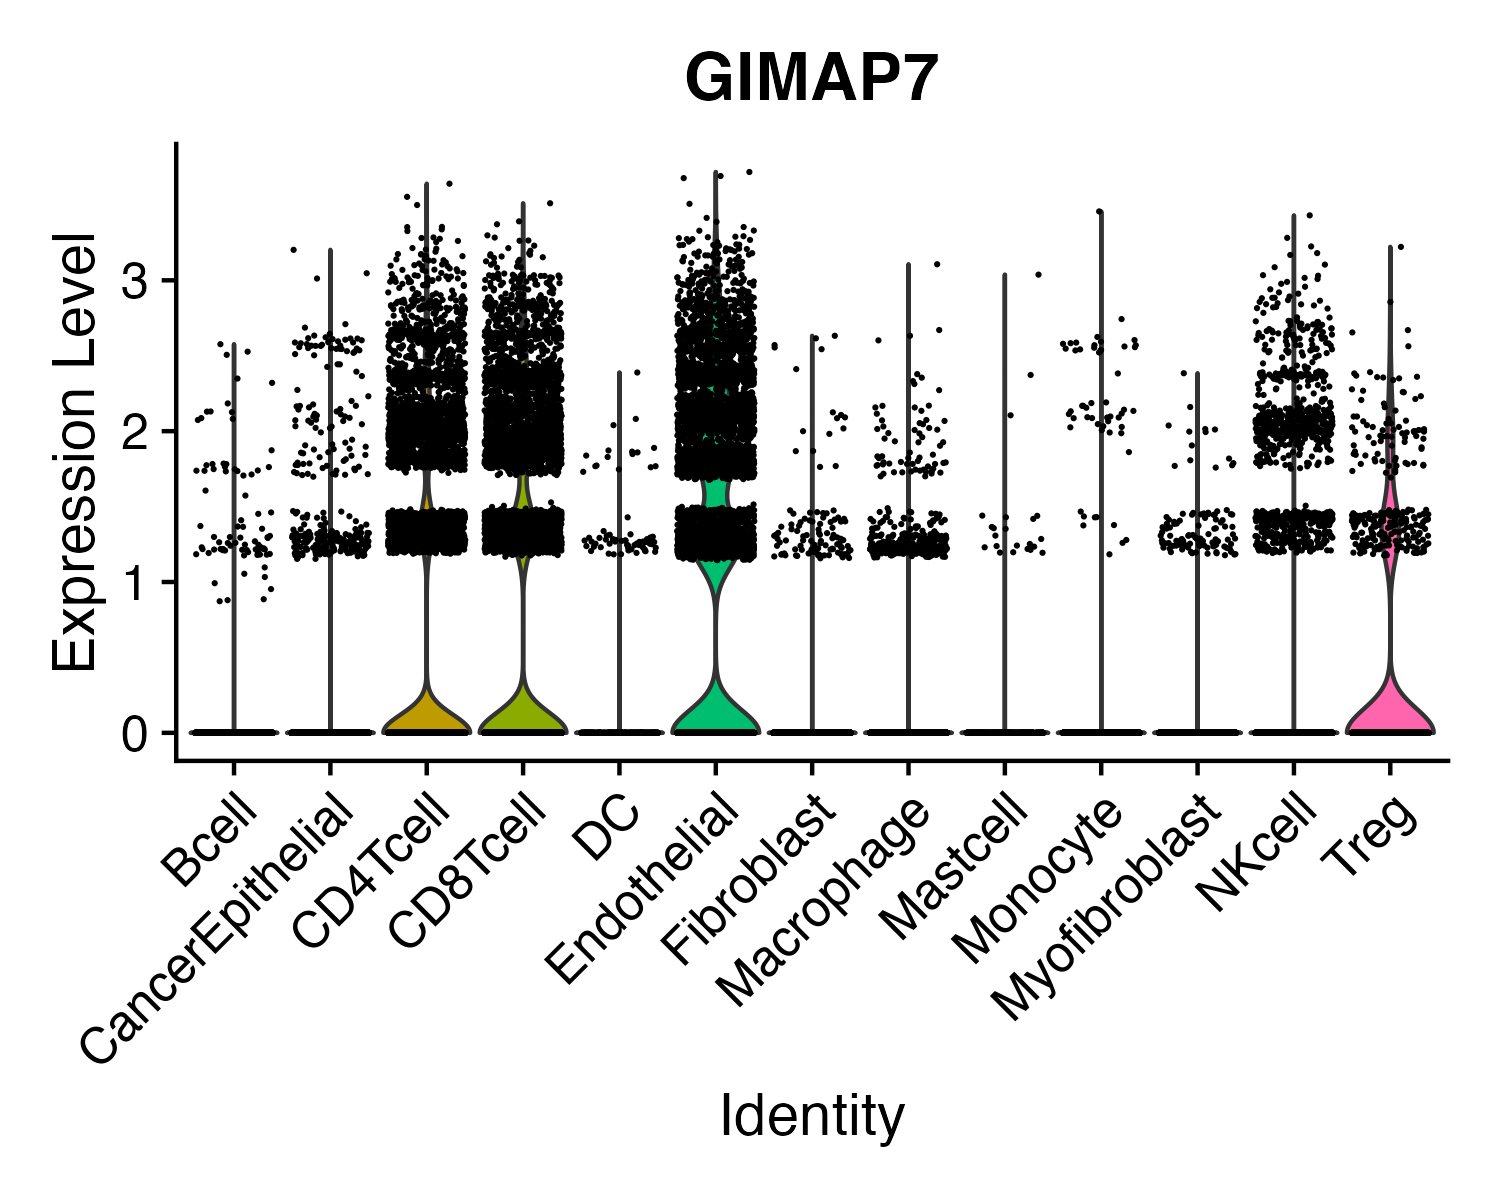 GIMAP7
Expression Level
3
2
1
0
Bcell
CancerEpithelial
CD4Tcell
CD8Tcell
DC
Endothelial
Fibroblast
Macrophage
Mastcell
Monocyte
Myofibroblast
NKcell
Treg
Identity